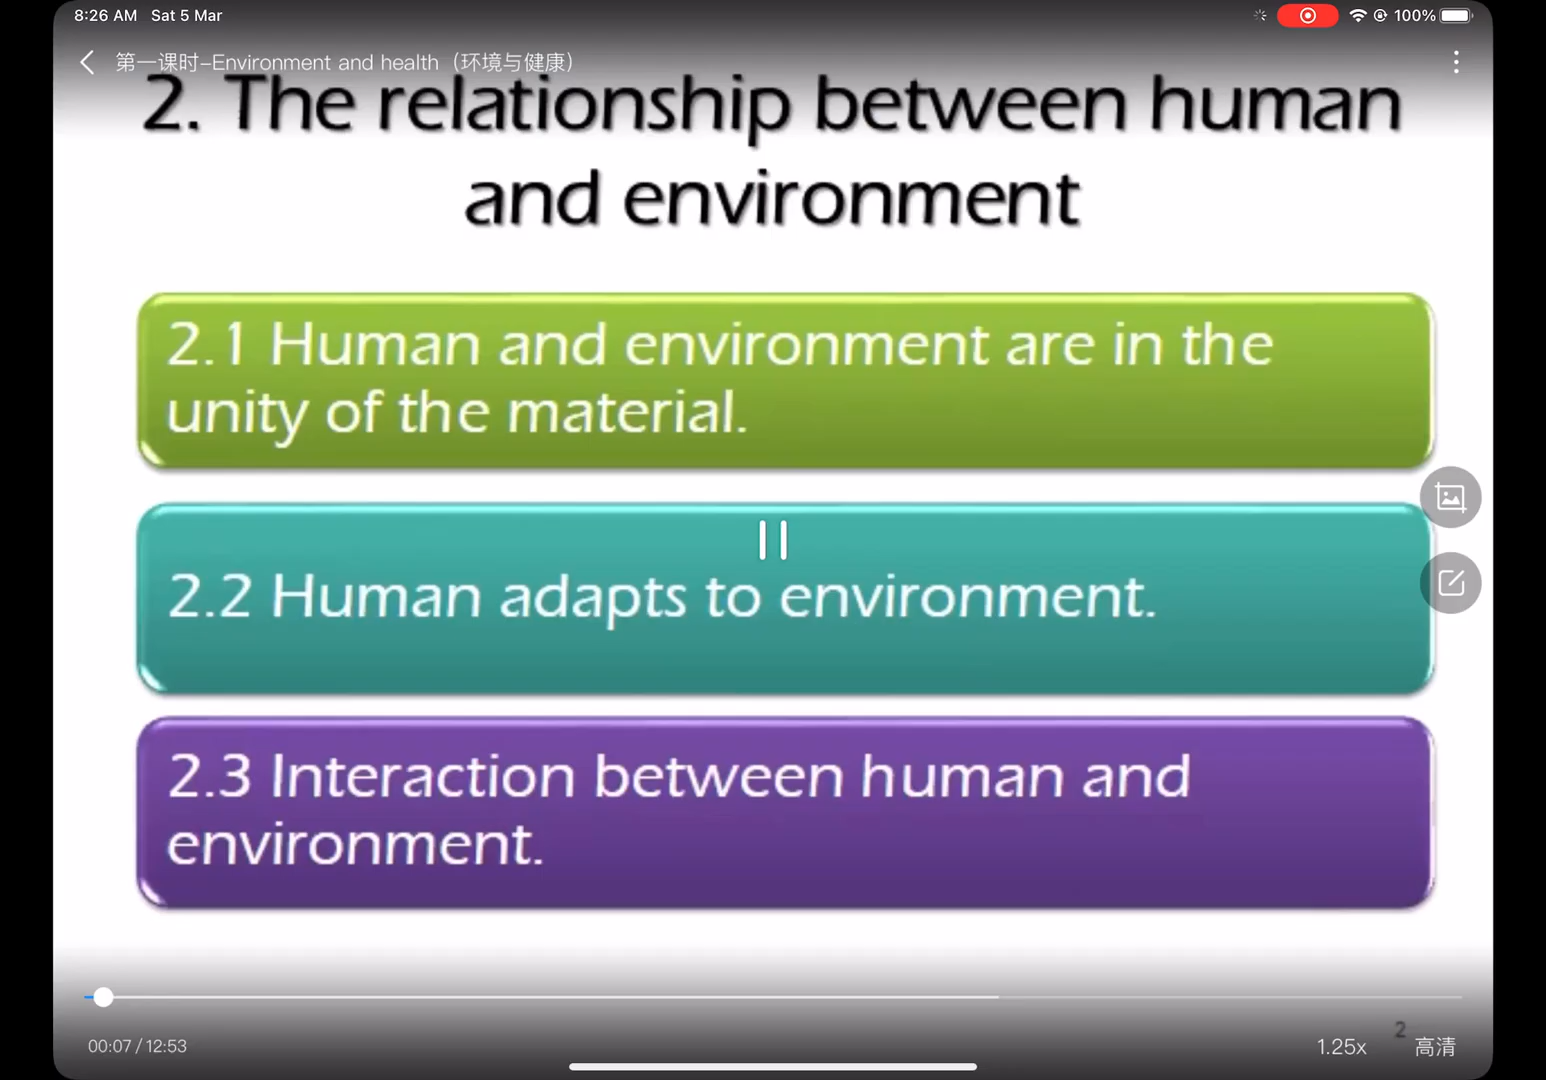 8:26 AM Sat 5 Mar
100%
第一课时–Environment and health（环境与健康）
2. The relationship between human
and environment
2.1 Human and environment are in the
unity of the material.
2.2 Human adapts to environment.
2.3 Interaction between human and
environment.
2
00:07 / 12:53
1.25x
高清